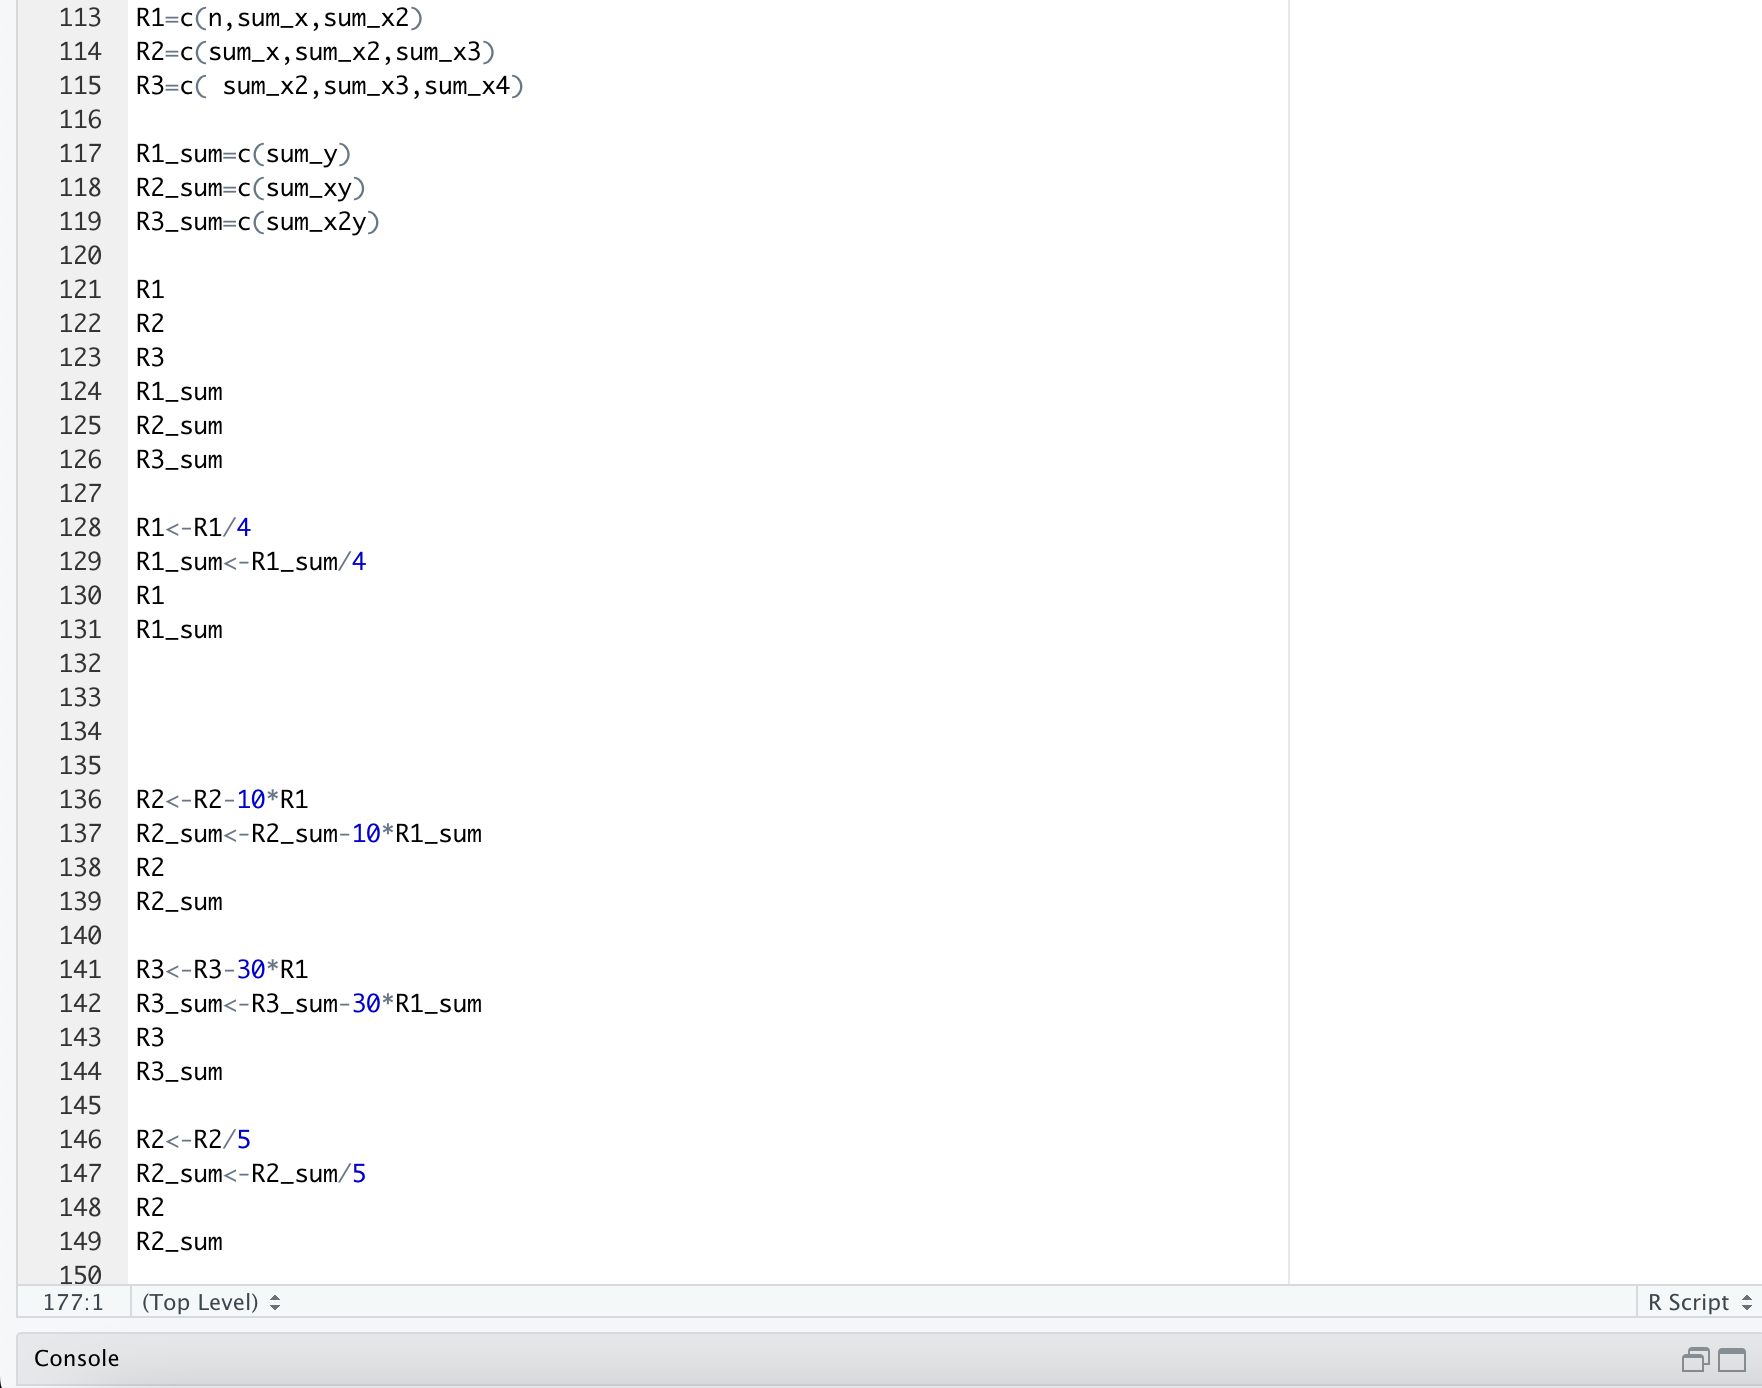 113 R1=c(n,sum_x,sum_x2)
114 R2=c(sum_x,sum_x2,sum_x3)
115 R3=c( sum_x2,sum_x3,sum_x4)
116
117 R1_sum=c(sum_y)
118 R2_sum=c(sum_xy)
119 R3_sum=c(sum_x2y)
120
121 R1
122 R2
123 R3
124 R1_sum
125 R2_sum
126 R3_sum
127
128 R1<-R1/4
129 R1_sum<-R1_sum/4
130 R1
131 R1_sum
132
133
134
135
136 R2<-R2-10*R1
137 R2_sum<-R2_sum-10*R1_sum
138 R2
139 R2_sum
140
141 R3<-R3-30*R1
142 R3_sum<-R3_sum-30*R1_sum
143 R3
144 R3_sum
145
146 R2<-R2/5
147 R2_sum<-R2_sum/5
148 R2
149 R2_sum
150
177:1 (Top Level) R Script
Console